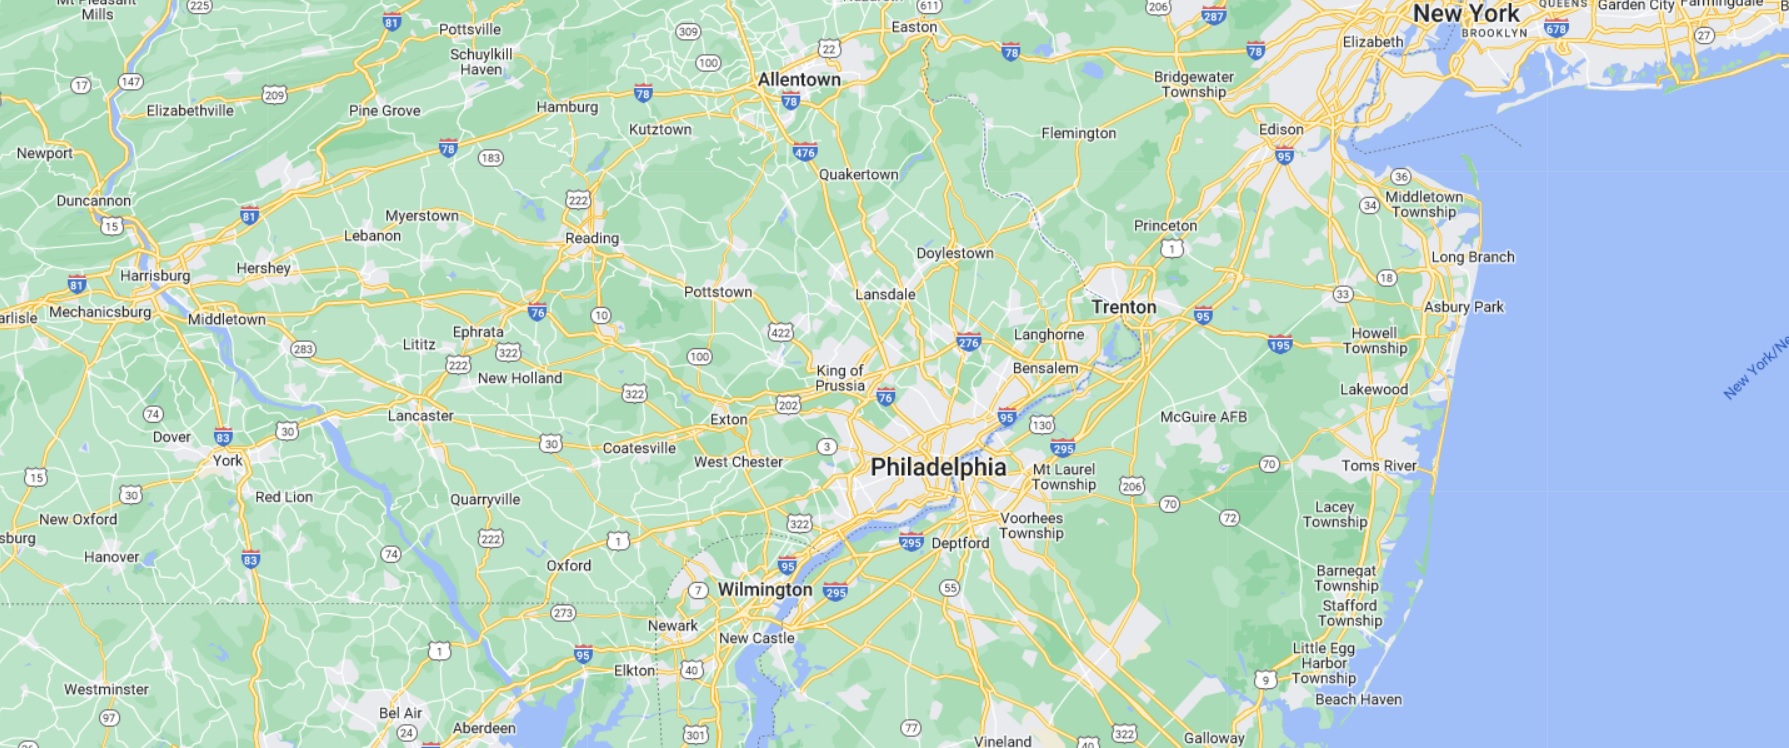 Mt Pleasant
Mills
225
81
Pottsville
309
Easton
611
206
287
New York
QUEENS
Garden City
Farmingdale
BROOKLYN
678
27
Elizabeth
Schuylkill
Haven
100
22
Allentown
78
78
78
Bridgewater
Township
17
147
209
Elizabethville
Pine Grove
Hamburg
78
Kutztown
Flemington
Edison
95
Newport
78
183
476
Quakertown
36
Middletown
Township
34
Duncannon
15
81
Myerstown
222
Reading
Lebanon
Princeton
1
Doylestown
Long Branch
Harrisburg
Hershey
81
Mechanicsburg
arlisle
Middletown
76
10
Pottstown
Lansdale
Trenton
95
18
33
Asbury Park
Ephrata
Lititz
283
322
222
New Holland
422
100
276
Langhorne
195
Howell
Township
King of
Prussia
Bensalem
76
Lakewood
New York/Ne
74
Dover
83
30
Lancaster
322
Exton
202
95
130
McGuire AFB
York
30
Coatesville
West Chester
3
Philadelphia
295
Mt Laurel
Township
206
70
Toms River
15
30
Red Lion
Quarryville
New Oxford
sburg
Hanover
83
74
222
1
322
Voorhees
Township
70
72
Lacey
Township
Oxford
95
295
Deptford
Wilmington
7
295
55
Barnegat
Township
Stafford
Township
273
Newark
New Castle
1
95
Elkton
40
Little Egg
Harbor
Township
9
Beach Haven
Westminster
97
Bel Air
24
Aberdeen
301
77
Vineland
40
322
Galloway